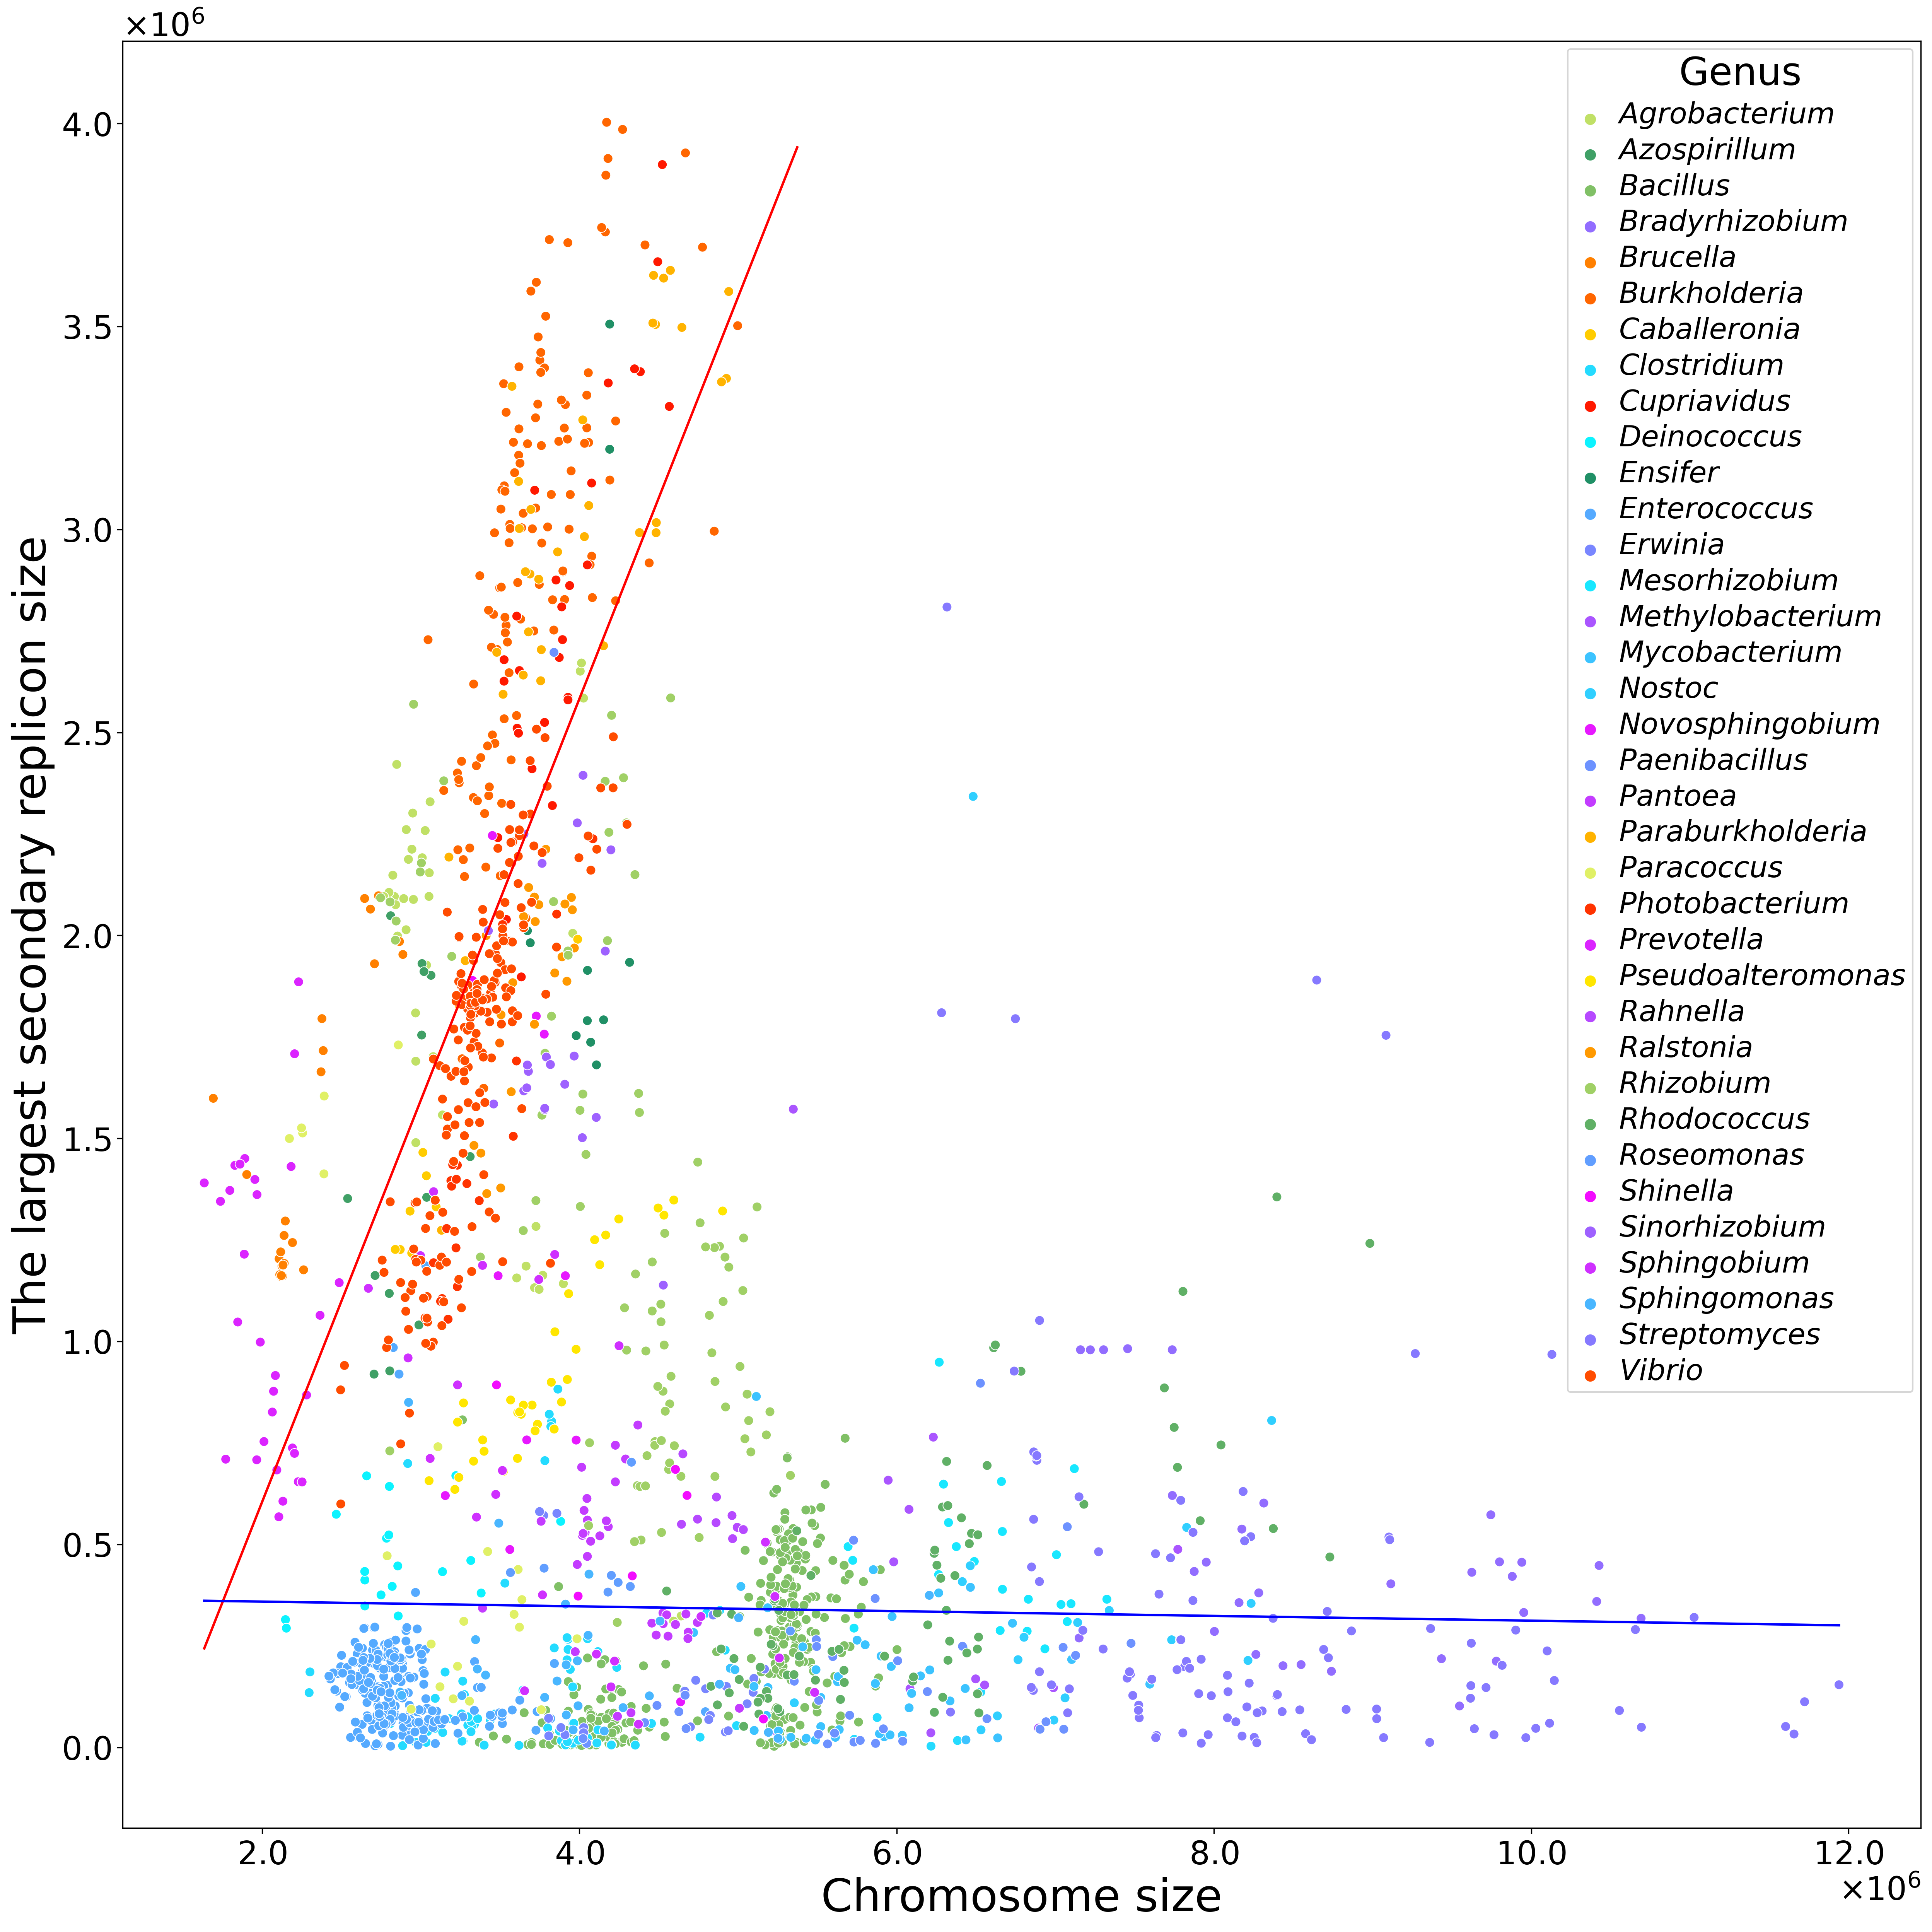 ×10⁶
4.0
3.5
3.0
2.5
2.0
1.5
1.0
0.5
0.0
The largest secondary replicon size
2.0
4.0
6.0
8.0
10.0
12.0
×10⁶
Chromosome size
Genus
Agrobacterium
Azospirillum
Bacillus
Bradyrhizobium
Brucella
Burkholderia
Caballeronia
Clostridium
Cupriavidus
Deinococcus
Ensifer
Enterococcus
Erwinia
Mesorhizobium
Methylobacterium
Mycobacterium
Nostoc
Novosphingobium
Paenibacillus
Pantoea
Paraburkholderia
Paracoccus
Photobacterium
Prevotella
Pseudoalteromonas
Rahnella
Ralstonia
Rhizobium
Rhodococcus
Roseomonas
Shinella
Sinorhizobium
Sphingobium
Sphingomonas
Streptomyces
Vibrio